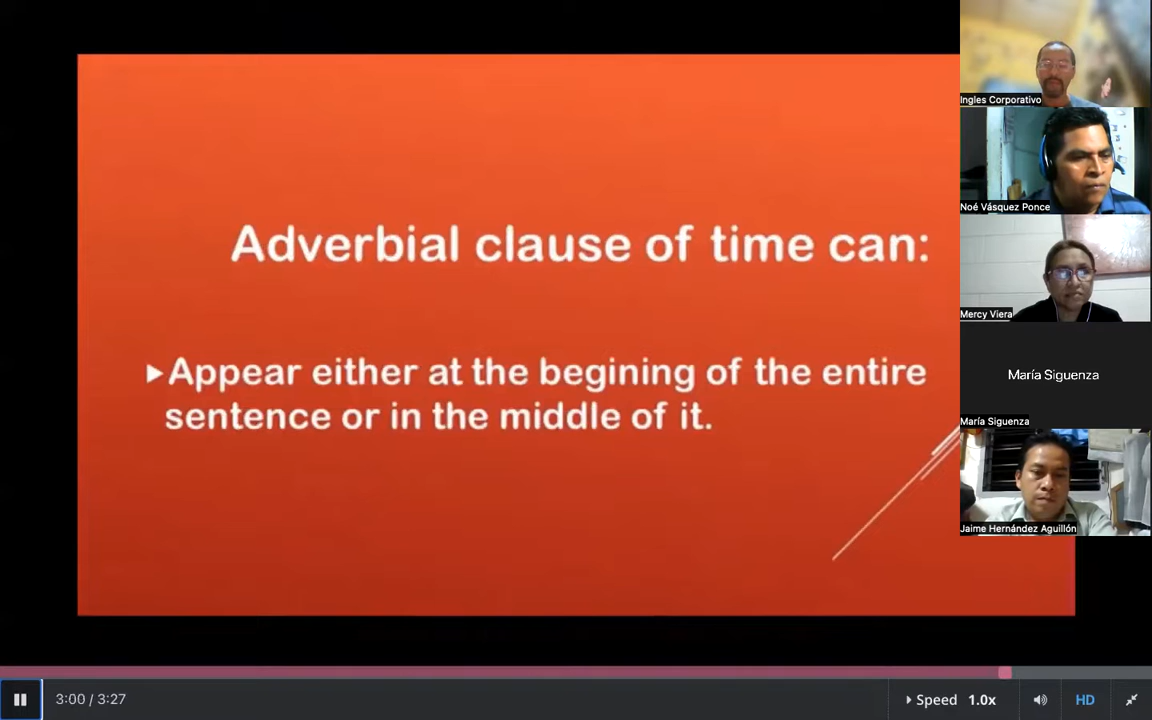 Adverbial clause of time can:
Appear either at the begining of the entire
sentence or in the middle of it.
Ingles Corporativo
Noé Vásquez Ponce
Mercy Viera
María Siguenza
María Siguenza
Jaime Hernández Aguillón
3:00 / 3:27
Speed 1.0x
HD